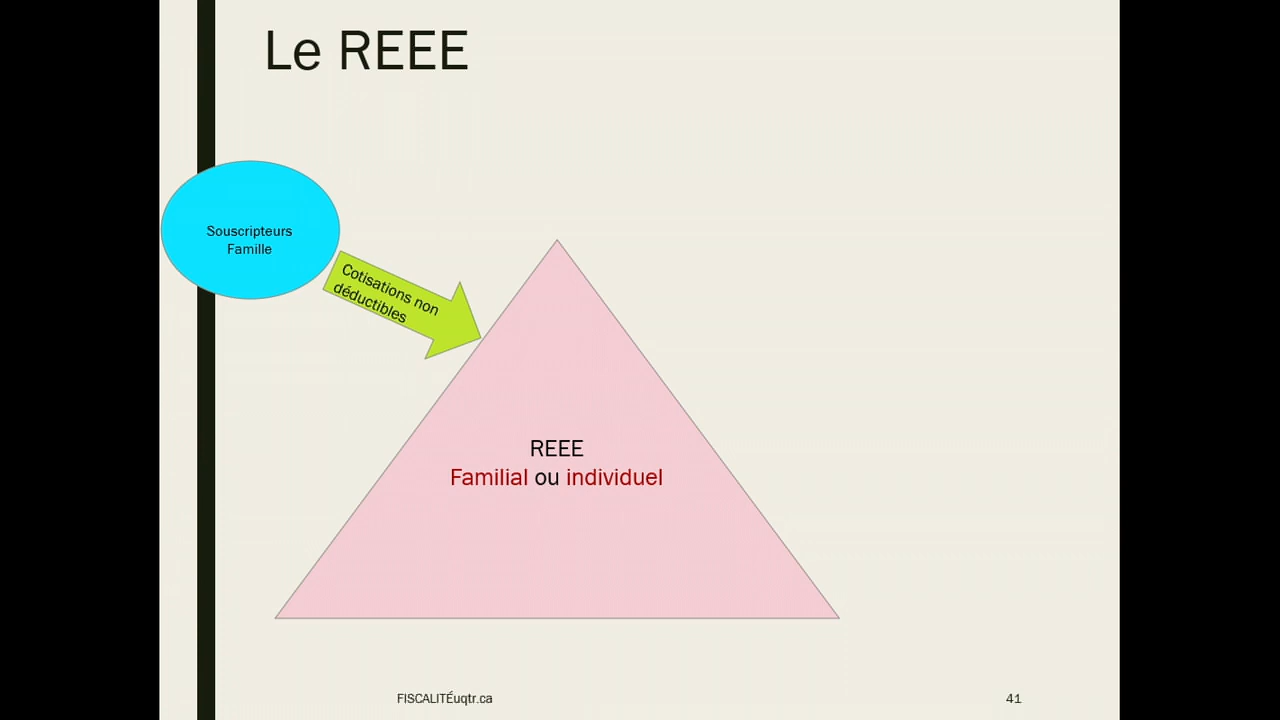 Le REEE
Souscripteurs
Famille
Cotisations non
déductibles
REEE
Familial ou individuel
FISCALITÉuqtr.ca
41